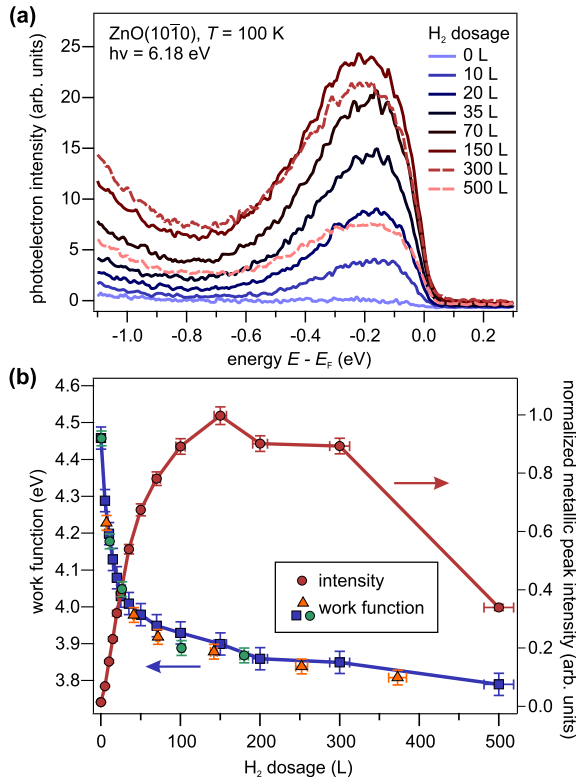 (a)
ZnO(101̄0), T = 100 K
hν = 6.18 eV
H₂ dosage
0 L
10 L
20 L
35 L
70 L
150 L
300 L
500 L
photoelectron intensity (arb. units)
25
20
15
10
5
0
-1.0 -0.8 -0.6 -0.4 -0.2 0.0 0.2
energy E - E_F (eV)
(b)
work function (eV)
4.6
4.5
4.4
4.3
4.2
4.1
4.0
3.9
3.8
intensity
work function
1.0
0.8
0.6
0.4
0.2
0.0
normalized metallic peak intensity
(arb. units)
0 100 200 300 400 500
H₂ dosage (L)